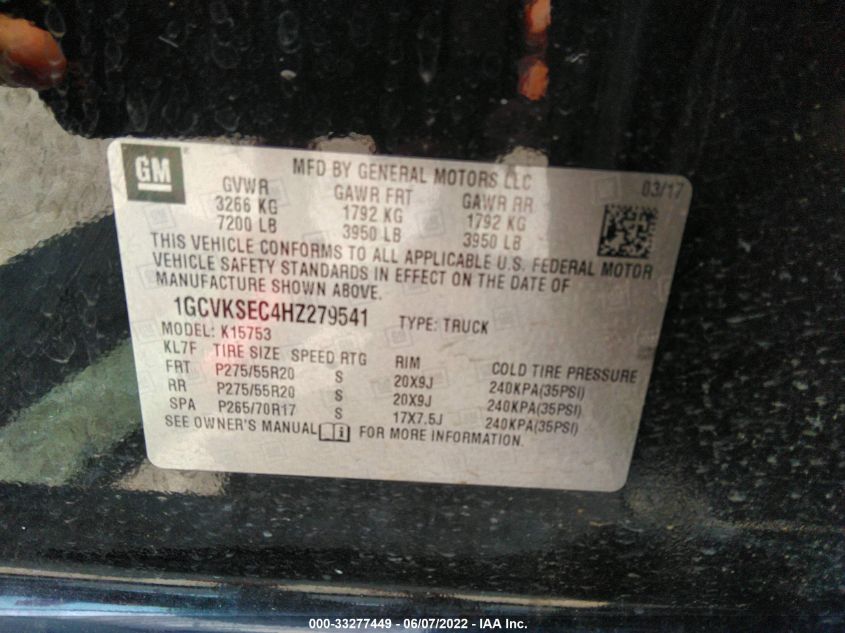 GM
MFD BY GENERAL MOTORS LLC
03/17
GVWR GAWR FRT GAWR RR
3266 KG 1792 KG 1792 KG
7200 LB 3950 LB 3950 LB
THIS VEHICLE CONFORMS TO ALL APPLICABLE U.S. FEDERAL MOTOR
VEHICLE SAFETY STANDARDS IN EFFECT ON THE DATE OF
MANUFACTURE SHOWN ABOVE.
1GCVKSEC4HZ279541 TYPE: TRUCK
MODEL: K15753
KL7F TIRE SIZE SPEED RTG RIM COLD TIRE PRESSURE
FRT P275/55R20 S 20X9J 240KPA(35PSI)
RR P275/55R20 S 20X9J 240KPA(35PSI)
SPA P265/70R17 S 17X7.5J 240KPA(35PSI)
SEE OWNER'S MANUAL FOR MORE INFORMATION.
000-33277449 - 06/07/2022 - IAA Inc.